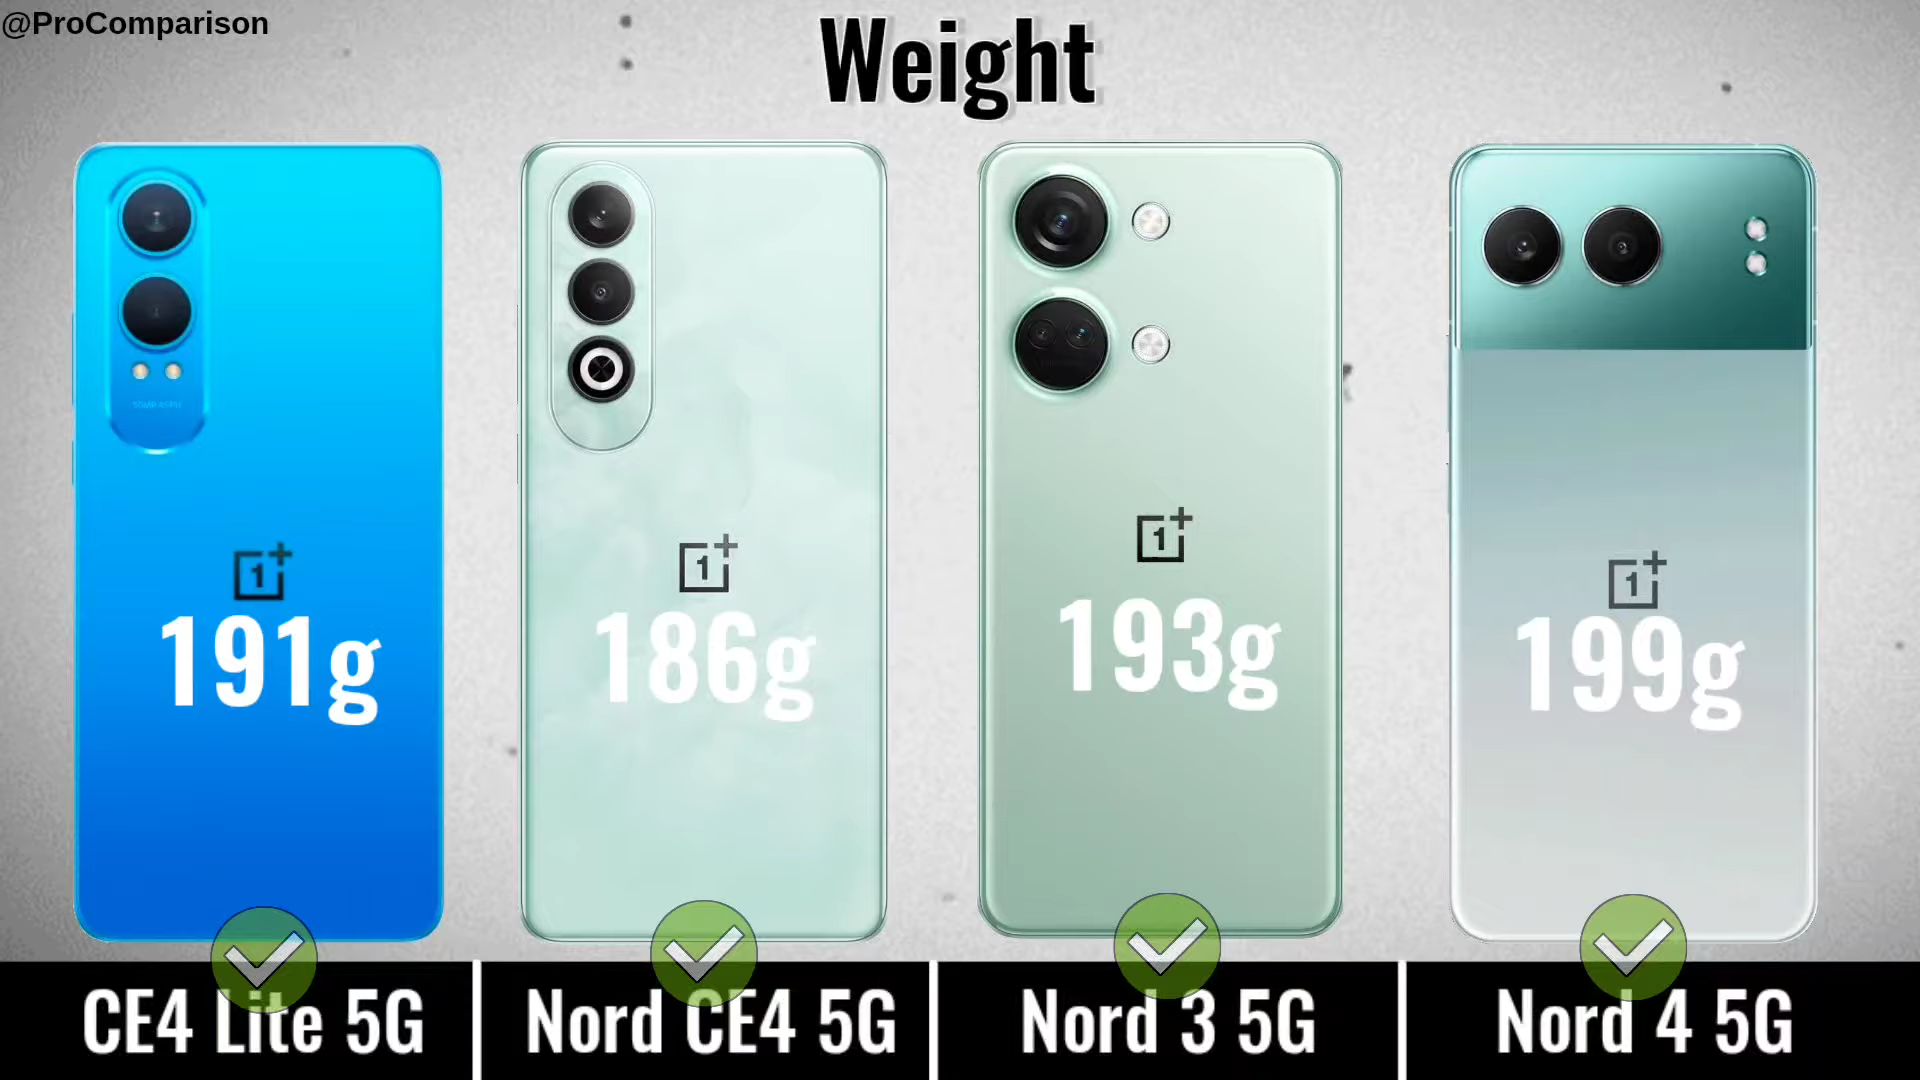 @ProComparison
Weight
191g
186g
193g
199g
CE4 Lite 5G
Nord CE4 5G
Nord 3 5G
Nord 4 5G